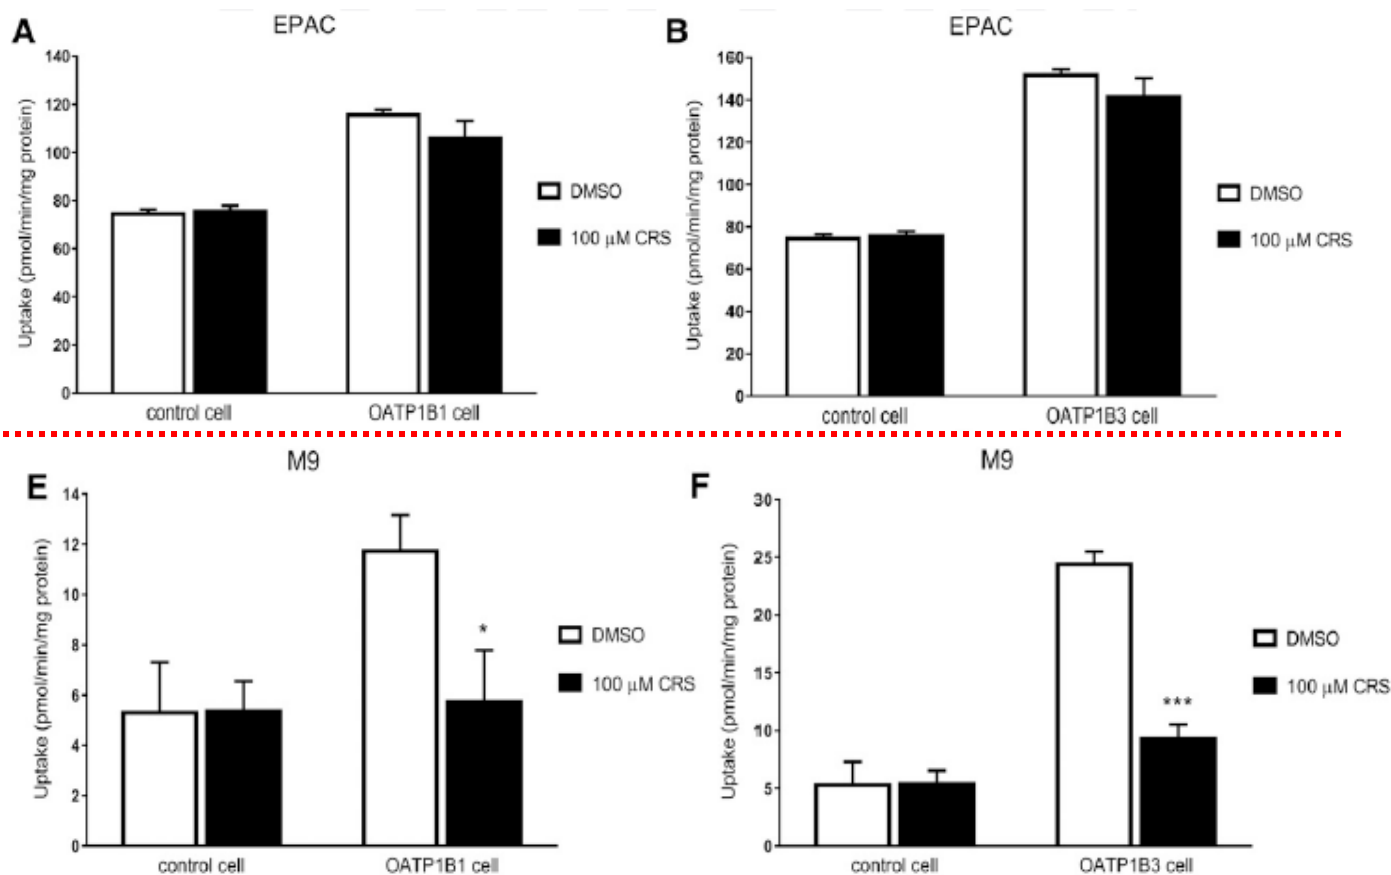 A
EPAC
Uptake (pmol/min/mg protein)
140
120
100
80
60
40
20
0
control cell
OATP1B1 cell
DMSO
100 μM CRS
B
EPAC
Uptake (pmol/min/mg protein)
160
140
120
100
80
60
40
20
0
control cell
OATP1B3 cell
DMSO
100 μM CRS
E
M9
Uptake (pmol/min/mg protein)
14
12
10
8
6
4
2
0
*
control cell
OATP1B1 cell
DMSO
100 μM CRS
F
M9
Uptake (pmol/min/mg protein)
30
25
20
15
10
5
0
***
control cell
OATP1B3 cell
DMSO
100 μM CRS